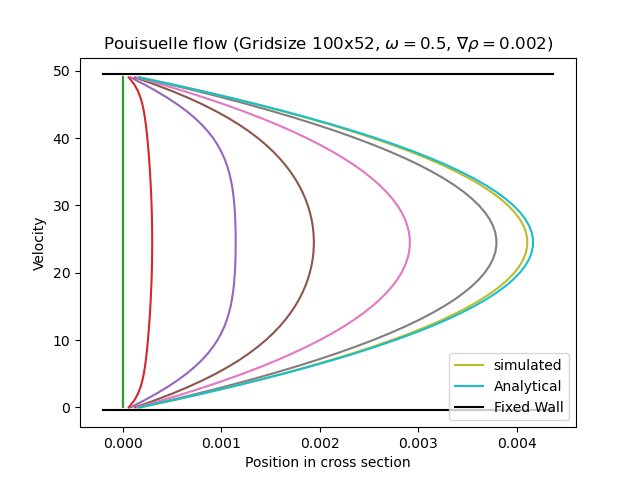 Pouisuelle flow (Gridsize 100x52, ω = 0.5, ∇ρ = 0.002)
50
40
30
20
10
0
Velocity
simulated
Analytical
Fixed Wall
0.000 0.001 0.002 0.003 0.004
Position in cross section